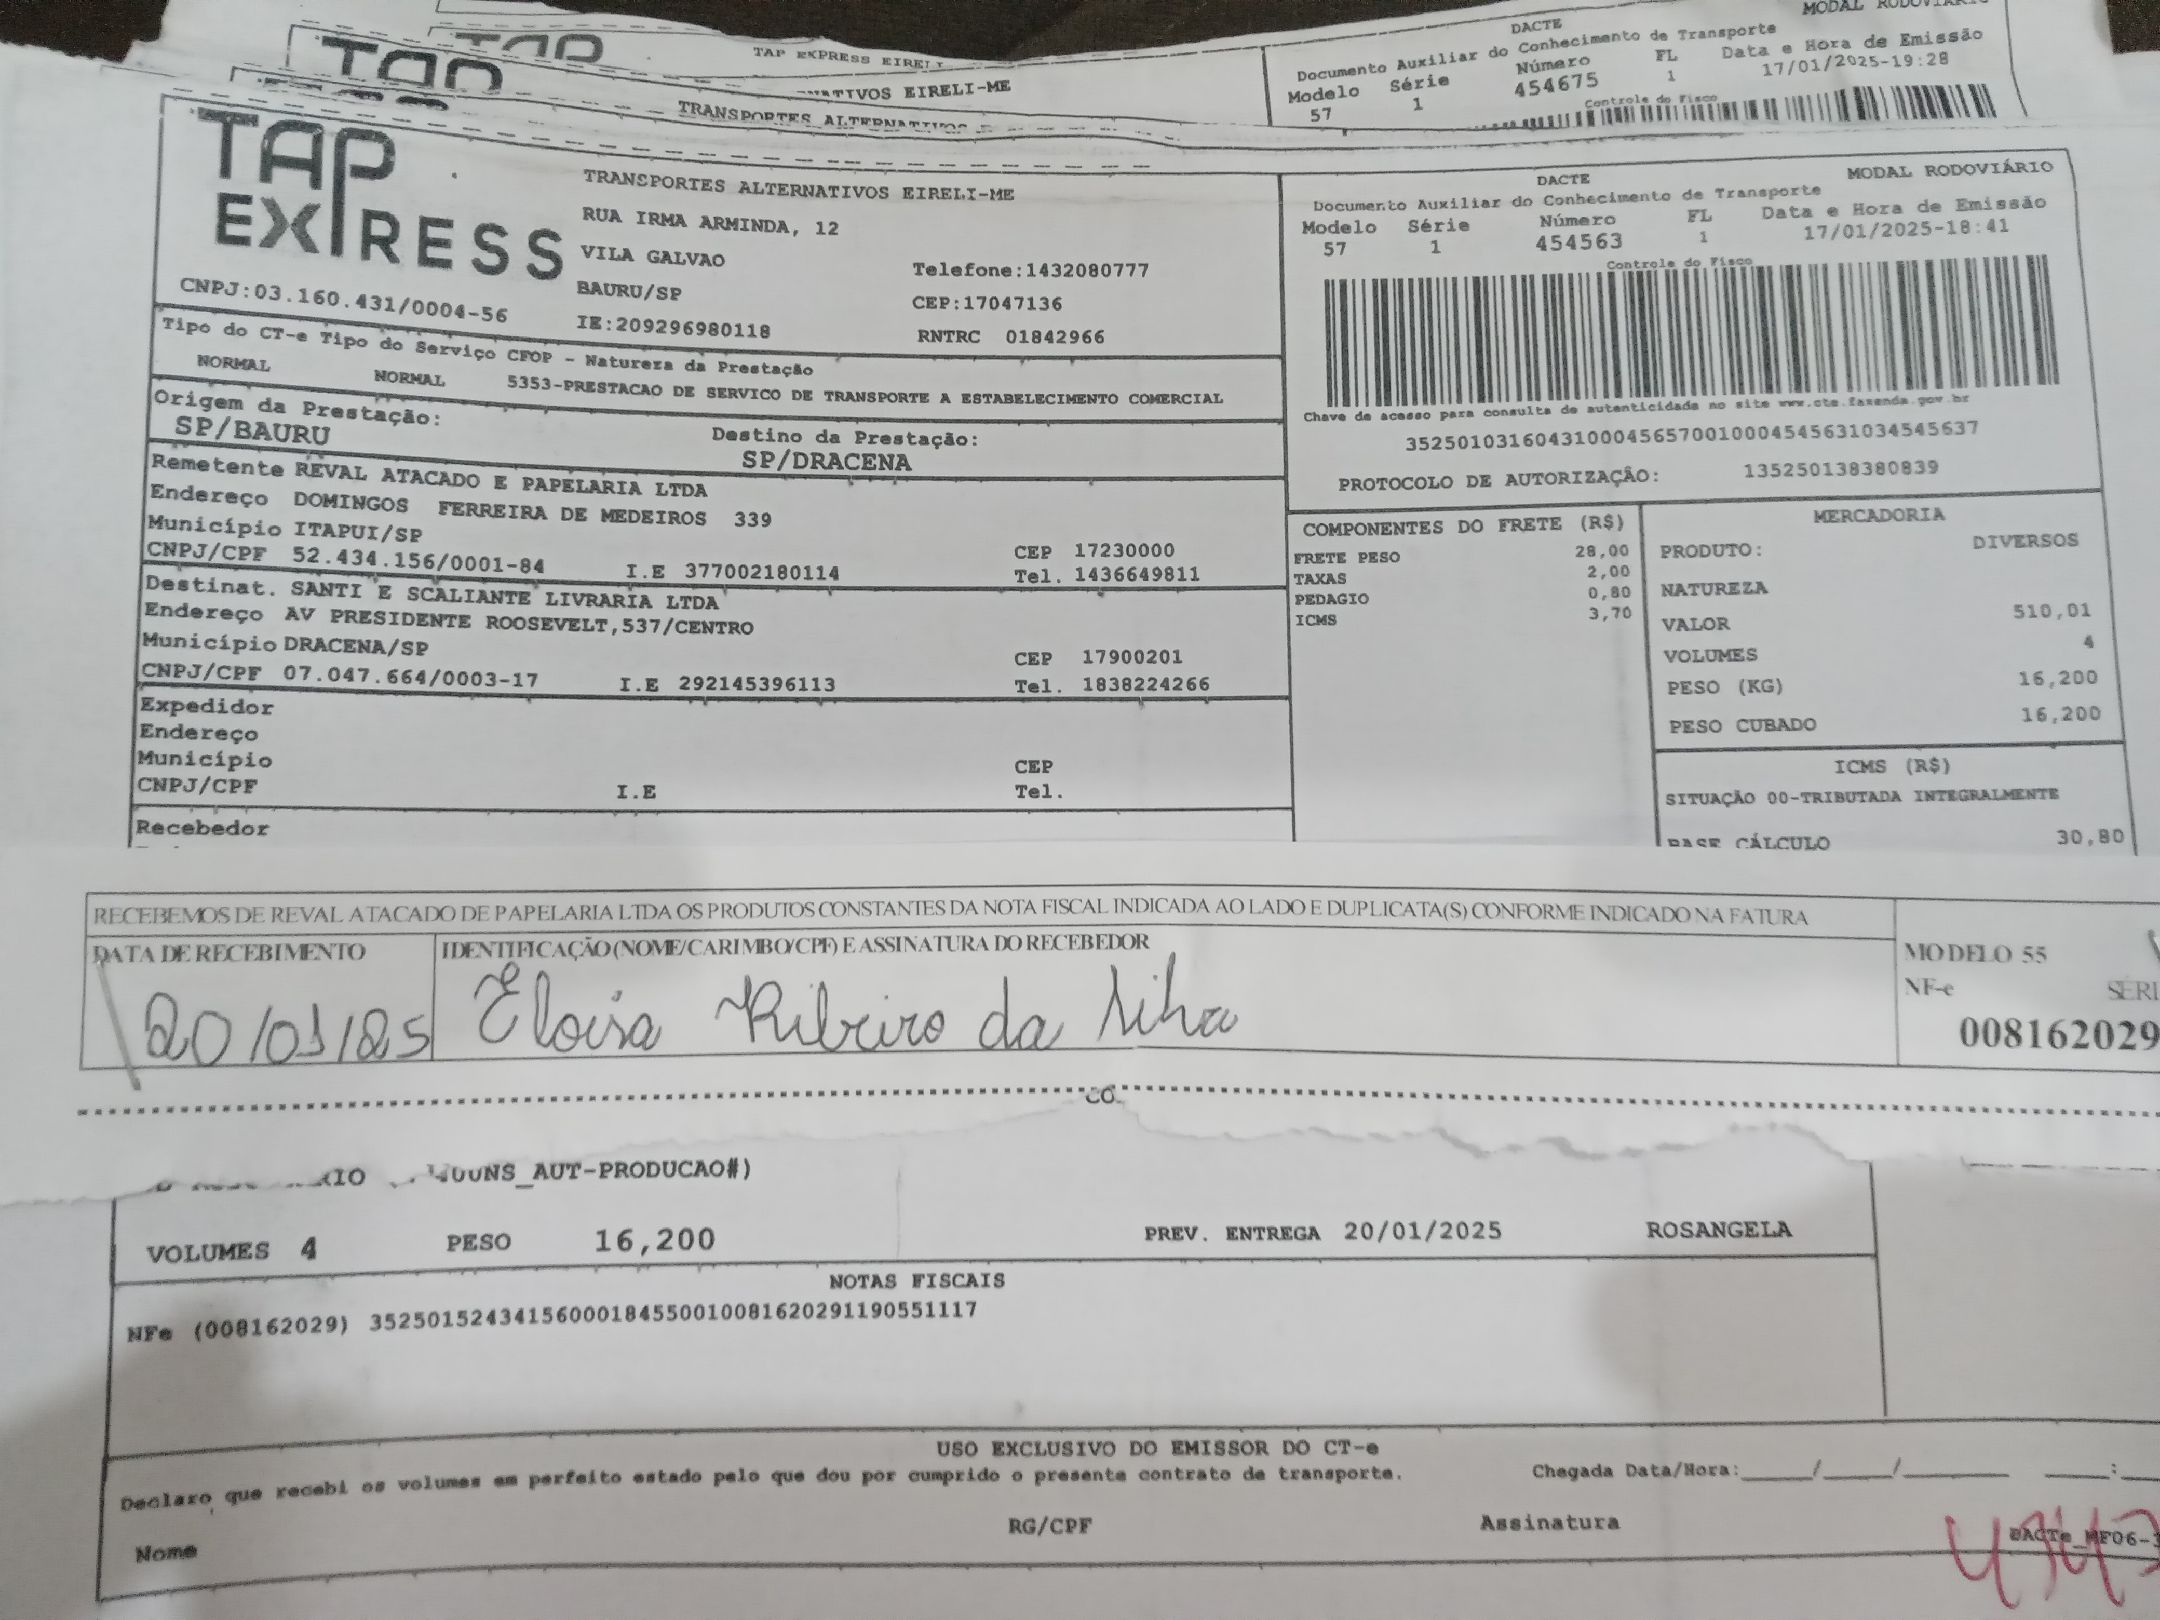 TAP
TAP EXPRESS EIRELI
DACTE
MODAL RODOVIÁRIO
Documento Auxiliar do Conhecimento de Transporte
Modelo Série Número FL Data e Hora de Emissão
57 1 454675 1 17/01/2025-19:28
Controle do Fisco
TAP
EIRELI-ME
TRANSPORTES ALTERNATIVOS
TAP
EXPRESS
CNPJ:03.160.431/0004-56
TRANSPORTES ALTERNATIVOS EIRELI-ME
RUA IRMA ARMINDA, 12
VILA GALVAO
BAURU/SP
IE:209296980118
Telefone:1432080777
CEP:17047136
RNTRC 01842966
DACTE
MODAL RODOVIÁRIO
Documento Auxiliar do Conhecimento de Transporte
Modelo Série Número FL Data e Hora de Emissão
57 1 454563 1 17/01/2025-18:41
Controle do Fisco
Chave de acesso para consulta de autenticidade no site www.cte.fazenda.gov.br
35250103160431000456570010004545631034545637
PROTOCOLO DE AUTORIZAÇÃO: 135250138380839
Tipo do CT-e Tipo do Serviço CFOP - Natureza da Prestação
NORMAL NORMAL 5353-PRESTACAO DE SERVICO DE TRANSPORTE A ESTABELECIMENTO COMERCIAL
Origem da Prestação: Destino da Prestação:
SP/BAURU SP/DRACENA
Remetente REVAL ATACADO E PAPELARIA LTDA
Endereço DOMINGOS FERREIRA DE MEDEIROS 339
Município ITAPUI/SP CEP 17230000
CNPJ/CPF 52.434.156/0001-84 I.E 377002180114 Tel. 1436649811
Destinat. SANTI E SCALIANTE LIVRARIA LTDA
Endereço AV PRESIDENTE ROOSEVELT,537/CENTRO
Município DRACENA/SP CEP 17900201
CNPJ/CPF 07.047.664/0003-17 I.E 292145396113 Tel. 1838224266
Expedidor
Endereço
Município CEP
CNPJ/CPF I.E Tel.
Recebedor
COMPONENTES DO FRETE (R$)
FRETE PESO 28,00
TAXAS 2,00
PEDAGIO 0,80
ICMS 3,70
MERCADORIA
PRODUTO: DIVERSOS
NATUREZA
VALOR 510,01
VOLUMES 4
PESO (KG) 16,200
PESO CUBADO 16,200
ICMS (R$)
SITUAÇÃO 00-TRIBUTADA INTEGRALMENTE
BASE CÁLCULO 30,80
RECEBEMOS DE REVAL ATACADO DE PAPELARIA LTDA OS PRODUTOS CONSTANTES DA NOTA FISCAL INDICADA AO LADO E DUPLICATA(S) CONFORME INDICADO NA FATURA
DATA DE RECEBIMENTO IDENTIFICAÇÃO (NOME/CARIMBO/CPF) E ASSINATURA DO RECEBEDOR
20/01/25 Eloisa Ribeiro da Silva
MODELO 55
NF-e SÉRI
008162029
CO
NS_AUT-PRODUCAO#)
VOLUMES 4 PESO 16,200 PREV. ENTREGA 20/01/2025 ROSANGELA
NOTAS FISCAIS
NFe (008162029) 35250152434156000184550010081620291190551117
USO EXCLUSIVO DO EMISSOR DO CT-e
Declaro que recebi os volumes em perfeito estado pelo que dou por cumprido o presente contrato de transporte. Chegada Data/Hora:____/____/______ ____:__
Nome RG/CPF Assinatura